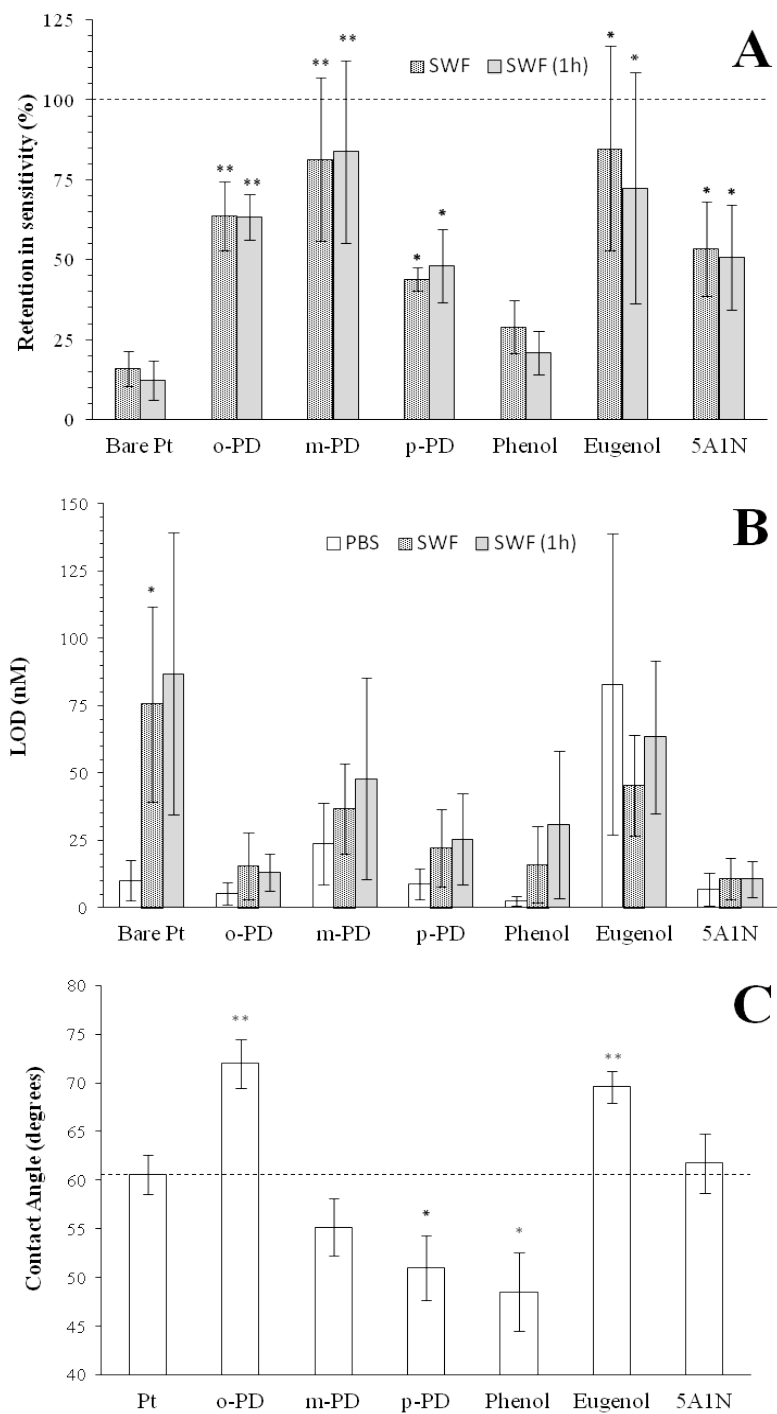 A
SWF SWF (1h)
Retention in sensitivity (%)
125
100
75
50
25
0
** ** ** ** * * * * * *
Bare Pt o-PD m-PD p-PD Phenol Eugenol 5A1N
B
PBS SWF SWF (1h)
LOD (nM)
150
125
100
75
50
25
0
*
Bare Pt o-PD m-PD p-PD Phenol Eugenol 5A1N
C
Contact Angle (degrees)
80
75
70
65
60
55
50
45
40
** * * **
Pt o-PD m-PD p-PD Phenol Eugenol 5A1N